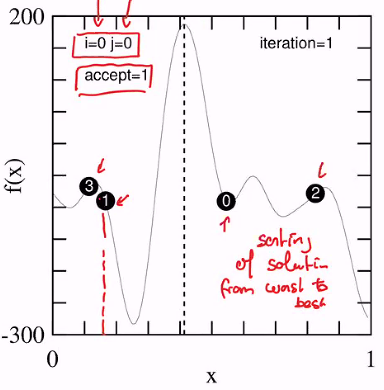 200
i=0 j=0
iteration=1
accept=1
f(x)
3
1
0
2
sorting
of solution
from worst to
best
-300
0
1
x